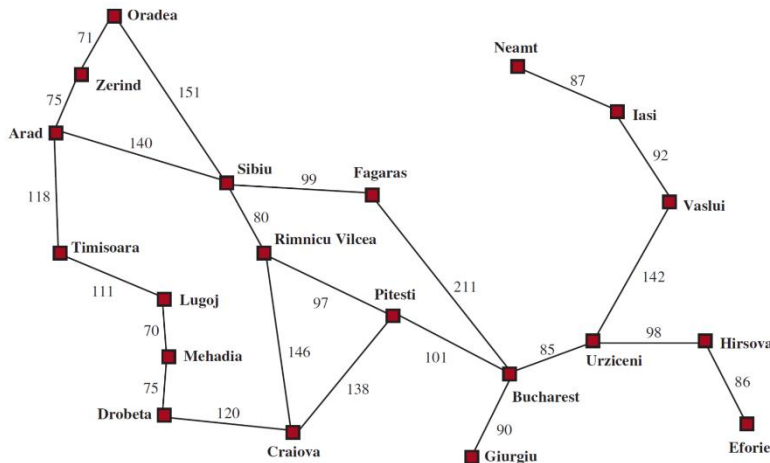 Oradea
71
Neamt
Zerind
87
151
75
Iasi
Arad
140
92
Sibiu
99
Fagaras
118
80
Vaslui
Timisoara
Rimnicu Vilcea
111
142
211
Lugoj
97
Pitesti
70
98
Hirsova
146
101
85
Mehadia
Urziceni
75
138
86
Bucharest
120
Drobeta
90
Craiova
Eforie
Giurgiu